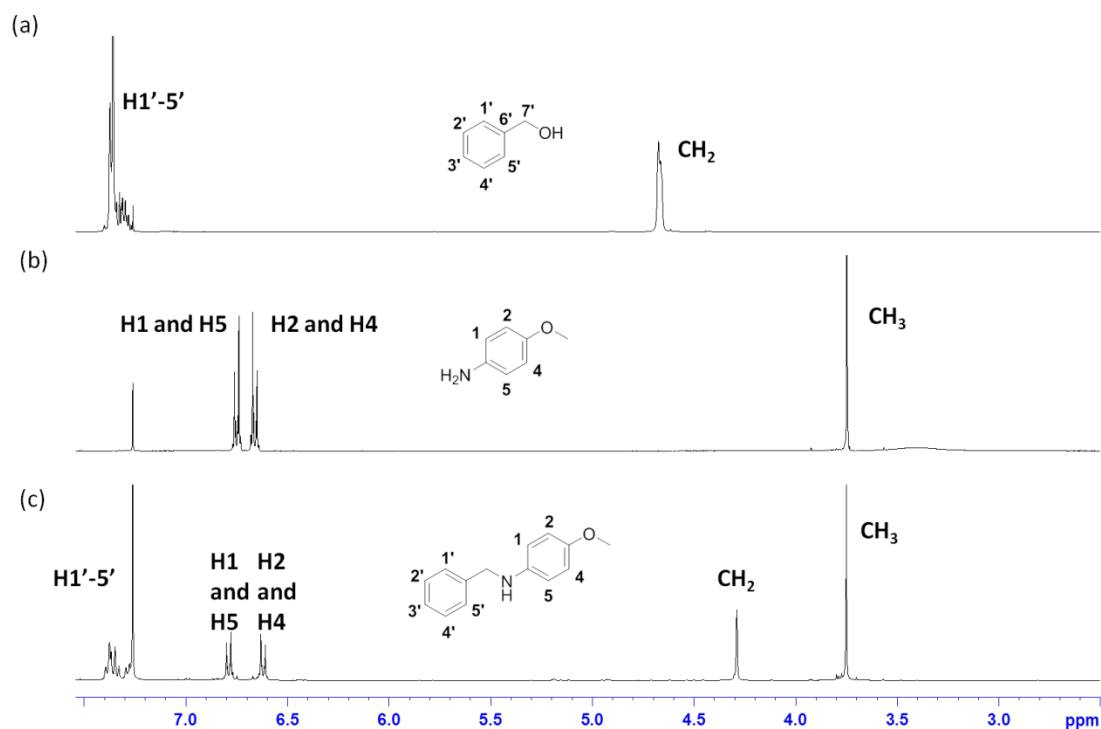 (a)
H1'-5'
1'
7'
2'
6'
OH
3'
5'
4'
CH2
(b)
H1 and H5
H2 and H4
2
1
O
H2N
4
5
CH3
(c)
H1'-5'
H1
and
H5
H2
and
H4
2
1
O
1'
2'
4
N
H
3'
5'
5
4'
CH2
CH3
7.0 6.5 6.0 5.5 5.0 4.5 4.0 3.5 3.0 ppm